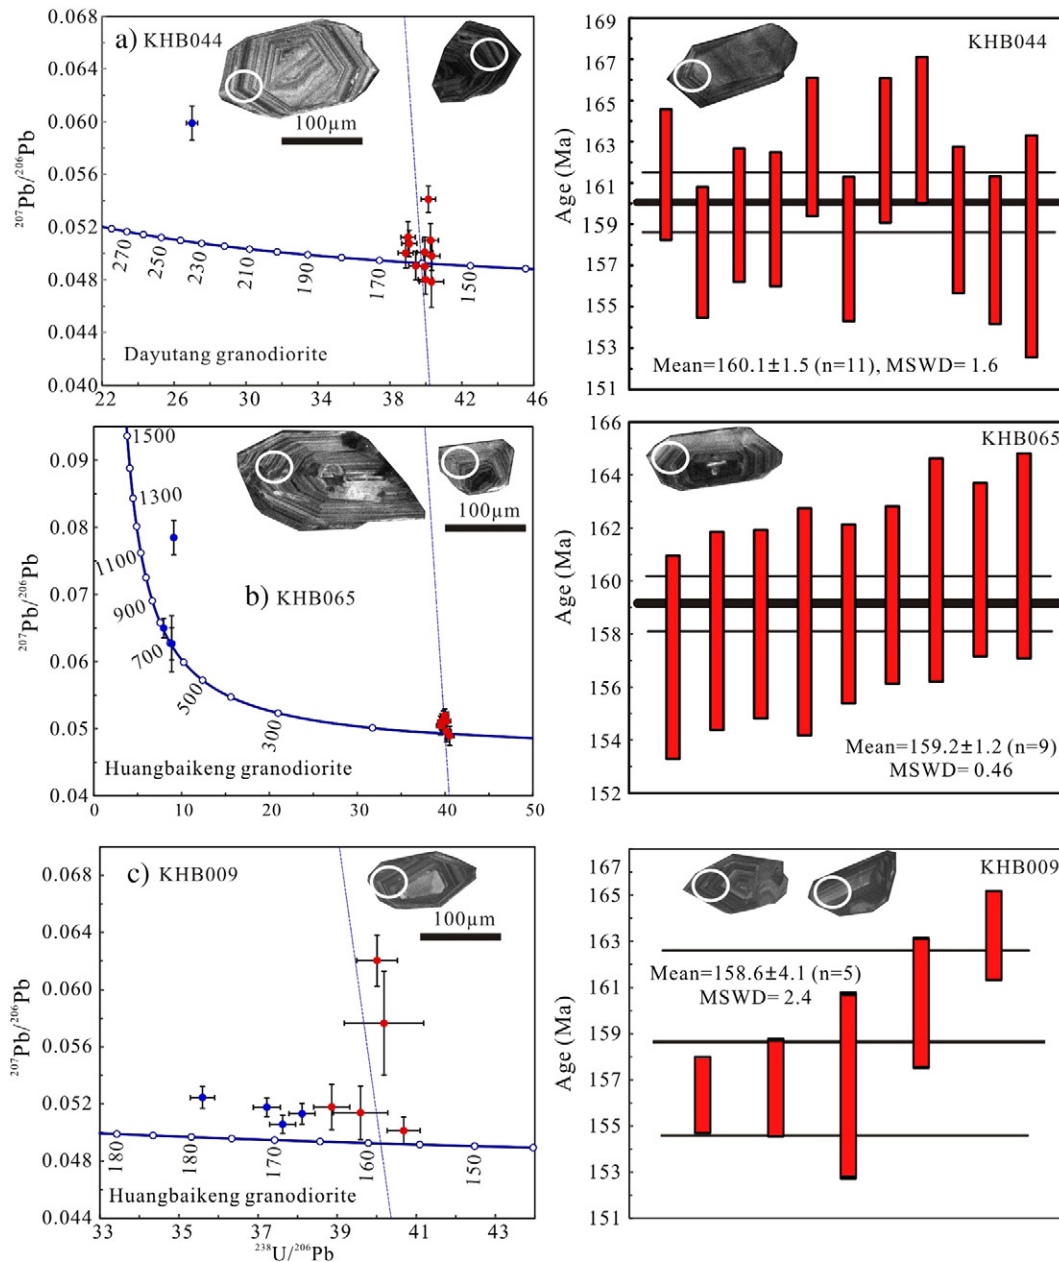 0.068
0.064
0.060
0.056
0.052
0.048
0.044
0.040
207Pb/206Pb
a) KHB044
100μm
270
250
230
210
190
170
150
Dayutang granodiorite
22 26 30 34 38 42 46
169
167
165
163
161
159
157
155
153
151
Age (Ma)
KHB044
Mean=160.1±1.5 (n=11), MSWD= 1.6
0.09
0.08
0.07
0.06
0.05
0.04
207Pb/206Pb
1500
1300
1100
900
700
500
300
b) KHB065
100μm
Huangbaikeng granodiorite
0 10 20 30 40 50
166
164
162
160
158
156
154
152
Age (Ma)
KHB065
Mean=159.2±1.2 (n=9)
MSWD= 0.46
0.068
0.064
0.060
0.056
0.052
0.048
0.044
207Pb/206Pb
c) KHB009
100μm
180
180
170
160
150
Huangbaikeng granodiorite
33 35 37 39 41 43
238U/206Pb
167
165
163
161
159
157
155
153
151
Age (Ma)
KHB009
Mean=158.6±4.1 (n=5)
MSWD= 2.4